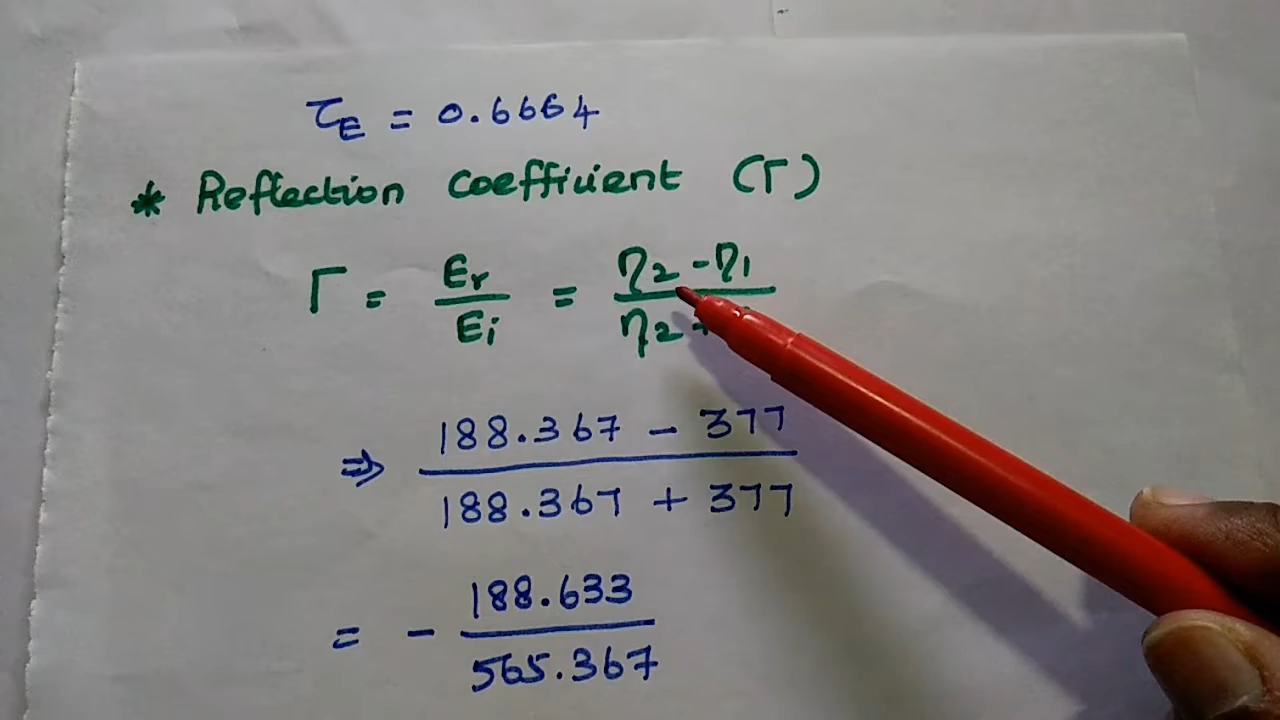 τE = 0.6664
* Reflection coefficient (Γ)
Γ = Er/Ei = η2-η1/η2+
⇒ 188.367 - 377/188.367 + 377
= - 188.633/565.367